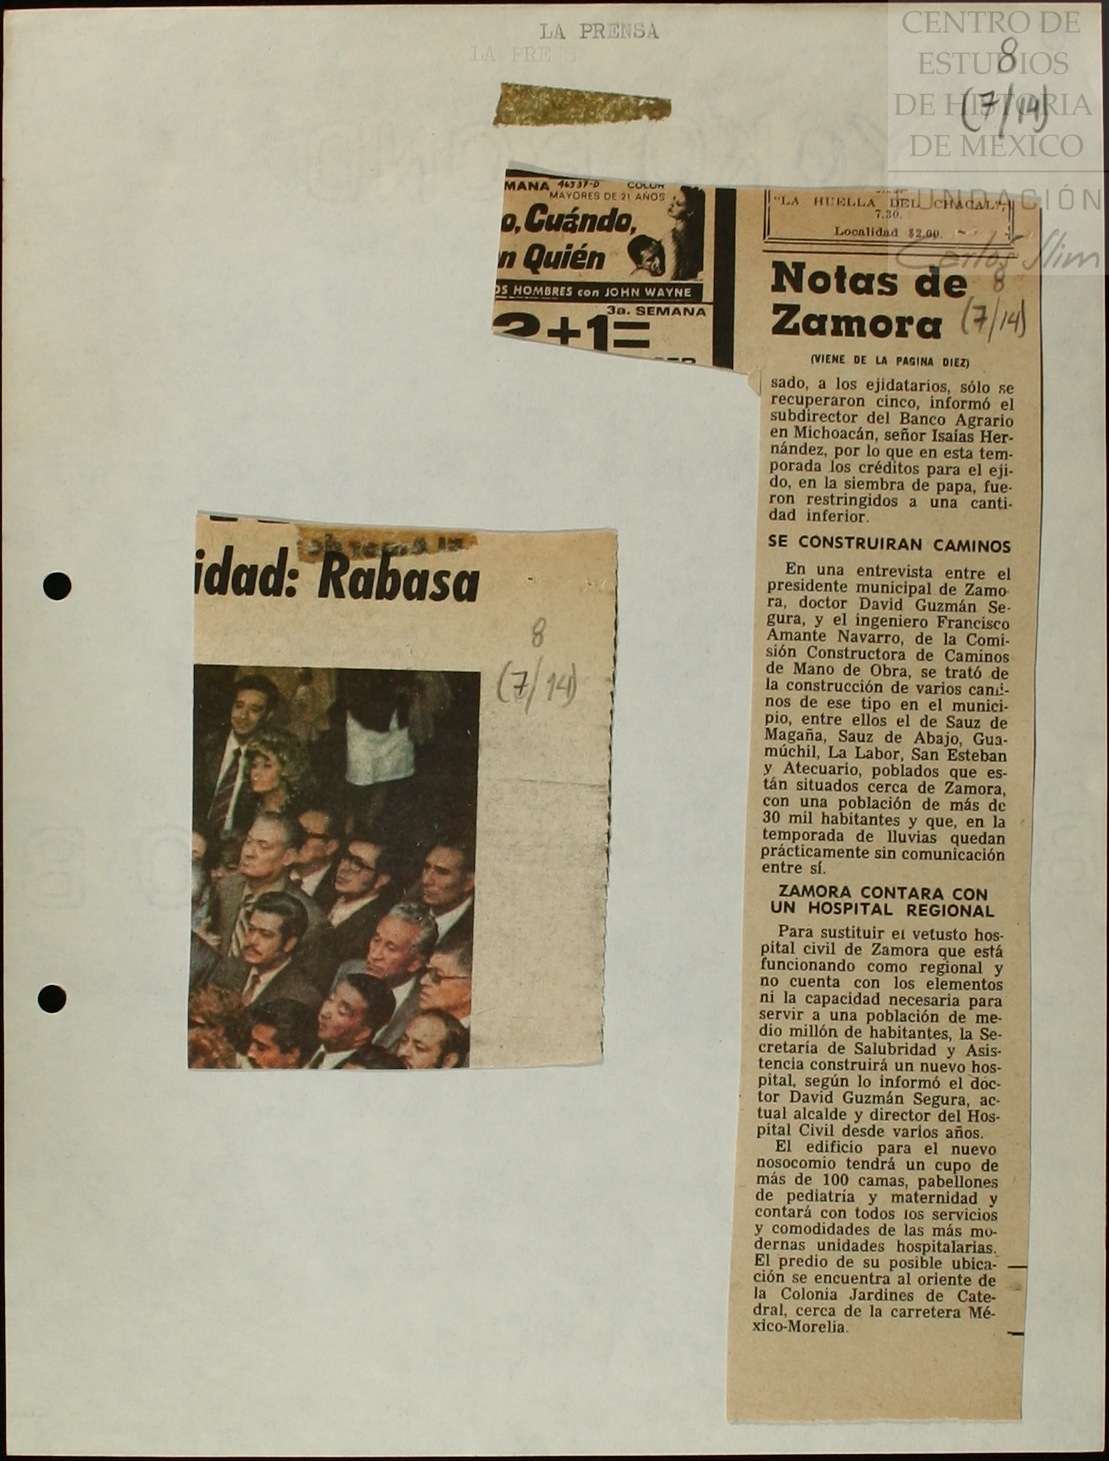 LA PRENSA
CENTRO DE
ESTUDIOS
DE HISTORIA
DE MÉXICO
FUNDACIÓN
Carlos Slim
8
(7/14)
MANA 46537-D COLOR
MAYORES DE 21 AÑOS
o, Cuándo,
n Quién
OS HOMBRES con JOHN WAYNE
3a. SEMANA
2+1=
"LA HUELLA DEL CHACAL",
7.30.
Localidad $2.00.
Notas de
Zamora
8
(7/14)
(VIENE DE LA PAGINA DIEZ)
sado, a los ejidatarios, sólo se
recuperaron cinco, informó el
subdirector del Banco Agrario
en Michoacán, señor Isaías Her-
nández, por lo que en esta tem-
porada los créditos para el eji-
do, en la siembra de papa, fue-
ron restringidos a una canti-
dad inferior.
SE CONSTRUIRAN CAMINOS
En una entrevista entre el
presidente municipal de Zamo-
ra, doctor David Guzmán Se-
gura, y el ingeniero Francisco
Amante Navarro, de la Comi-
sión Constructora de Caminos
de Mano de Obra, se trató de
la construcción de varios cami-
nos de ese tipo en el munici-
pio, entre ellos el de Sauz de
Magaña, Sauz de Abajo, Gua-
múchil, La Labor, San Esteban
y Atecuario, poblados que es-
tán situados cerca de Zamora,
con una población de más de
30 mil habitantes y que, en la
temporada de lluvias quedan
prácticamente sin comunicación
entre sí.
ZAMORA CONTARA CON
UN HOSPITAL REGIONAL
Para sustituir el vetusto hos-
pital civil de Zamora que está
funcionando como regional y
no cuenta con los elementos
ni la capacidad necesaria para
servir a una población de me-
dio millón de habitantes, la Se-
cretaría de Salubridad y Asis-
tencia construirá un nuevo hos-
pital, según lo informó el doc-
tor David Guzmán Segura, ac-
tual alcalde y director del Hos-
pital Civil desde varios años.
El edificio para el nuevo
nosocomio tendrá un cupo de
más de 100 camas, pabellones
de pediatría y maternidad y
contará con todos los servicios
y comodidades de las más mo-
dernas unidades hospitalarias.
El predio de su posible ubica-
ción se encuentra al oriente de
la Colonia Jardines de Cate-
dral, cerca de la carretera Mé-
xico-Morelia.
idad: Rabasa
8
(7/14)